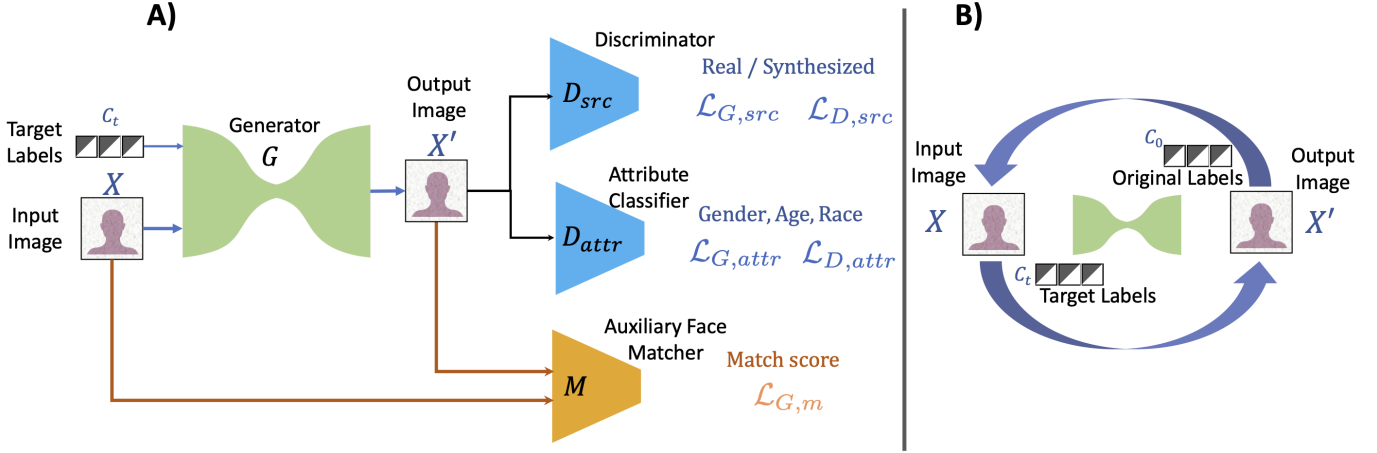 A)
Target
Labels
C_t
Input
Image
X
Generator
G
Output
Image
X'
Discriminator
D_src
Real / Synthesized
L_G,src L_D,src
Attribute
Classifier
D_attr
Gender, Age, Race
L_G,attr L_D,attr
Auxiliary Face
Matcher
M
Match score
L_G,m
B)
Input
Image
X
C_0
Original Labels
Output
Image
X'
C_t
Target Labels